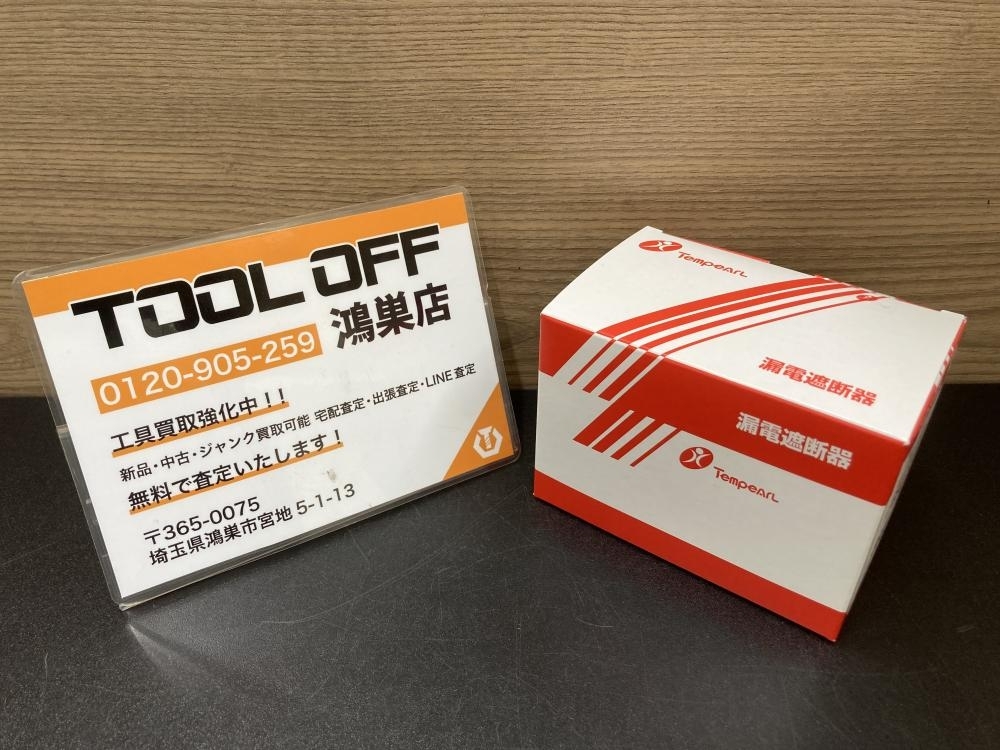 TOOL OFF
鴻巣店
0120-905-259
工具買取強化中!!
新品・中古・ジャンク買取可能 宅配査定・出張査定・LINE査定
無料で査定いたします!
〒365-0075
埼玉県鴻巣市宮地 5-1-13
Tempearl
漏電遮断器
漏電遮断器
Tempearl